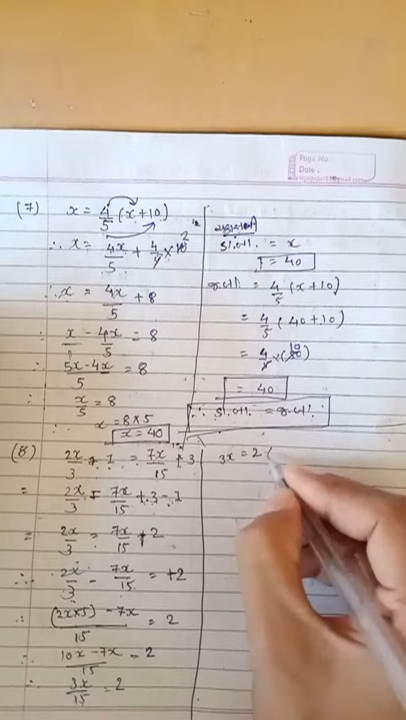 Page No.
Date :
(7) x = 4/5 (x+10)
∴ x = 4x/5 + 4/5 × 10 2
∴ x = 4x/5 + 8
∴ x/1 - 4x/5 = 8
∴ 5x-4x/5 = 8
∴ x/5 = 8
∴ x = 8×5
x = 40
= x
= 40
= 4/5 (x+10)
= 4/5 (40+10)
= 4/5 × (50) 10
= 40
(8) 2x/3 + 1 = 7x/15 + 3
= 2x/3 = 7x/15 + 3 - 1
= 2x/3 = 7x/15 + 2
∴ 2x/3 - 7x/15 = +2
∴ (2x×5) - 7x/15 = 2
∴ 10x - 7x/15 = 2
∴ 3x/15 = 2
3x = 2 (